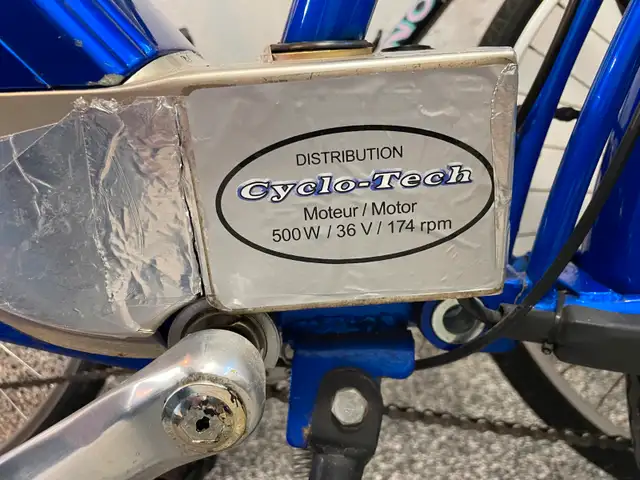 DISTRIBUTION
Cyclo-Tech
Moteur / Motor
500 W / 36 V / 174 rpm